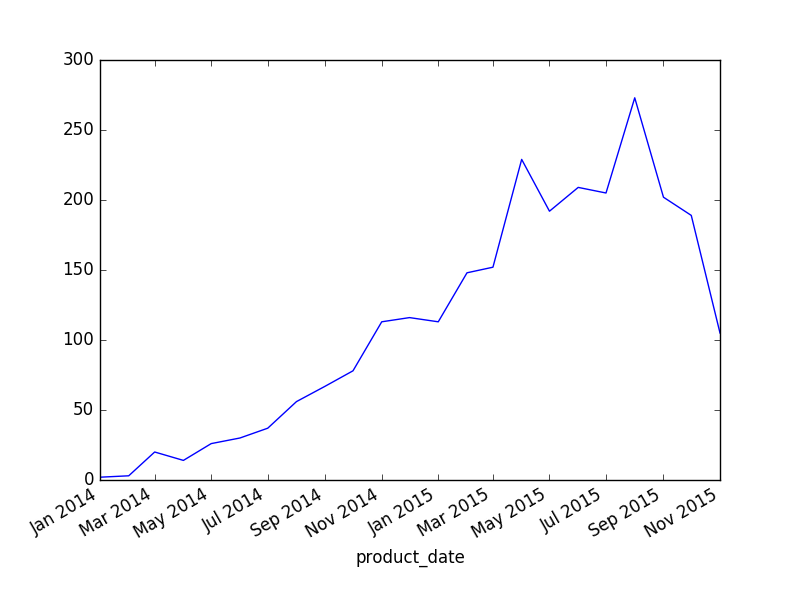 300
250
200
150
100
50
0
Jan 2014
Mar 2014
May 2014
Jul 2014
Sep 2014
Nov 2014
Jan 2015
Mar 2015
May 2015
Jul 2015
Sep 2015
Nov 2015
product_date